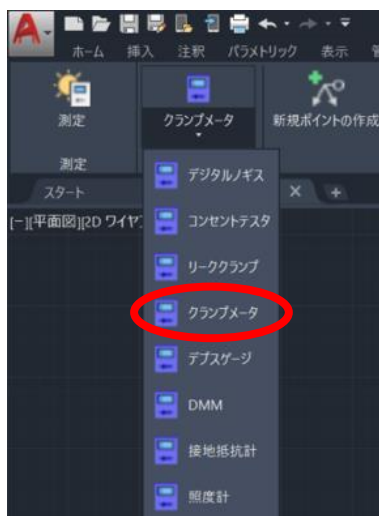 A
ホーム 挿入 注釈 パラメトリック 表示
測定 クランプメータ 新規ポイントの作成
測定
スタート
デジタルノギス
[−][平面図][2D ワイヤ
コンセントテスタ
リーククランプ
クランプメータ
デプスゲージ
DMM
接地抵抗計
照度計